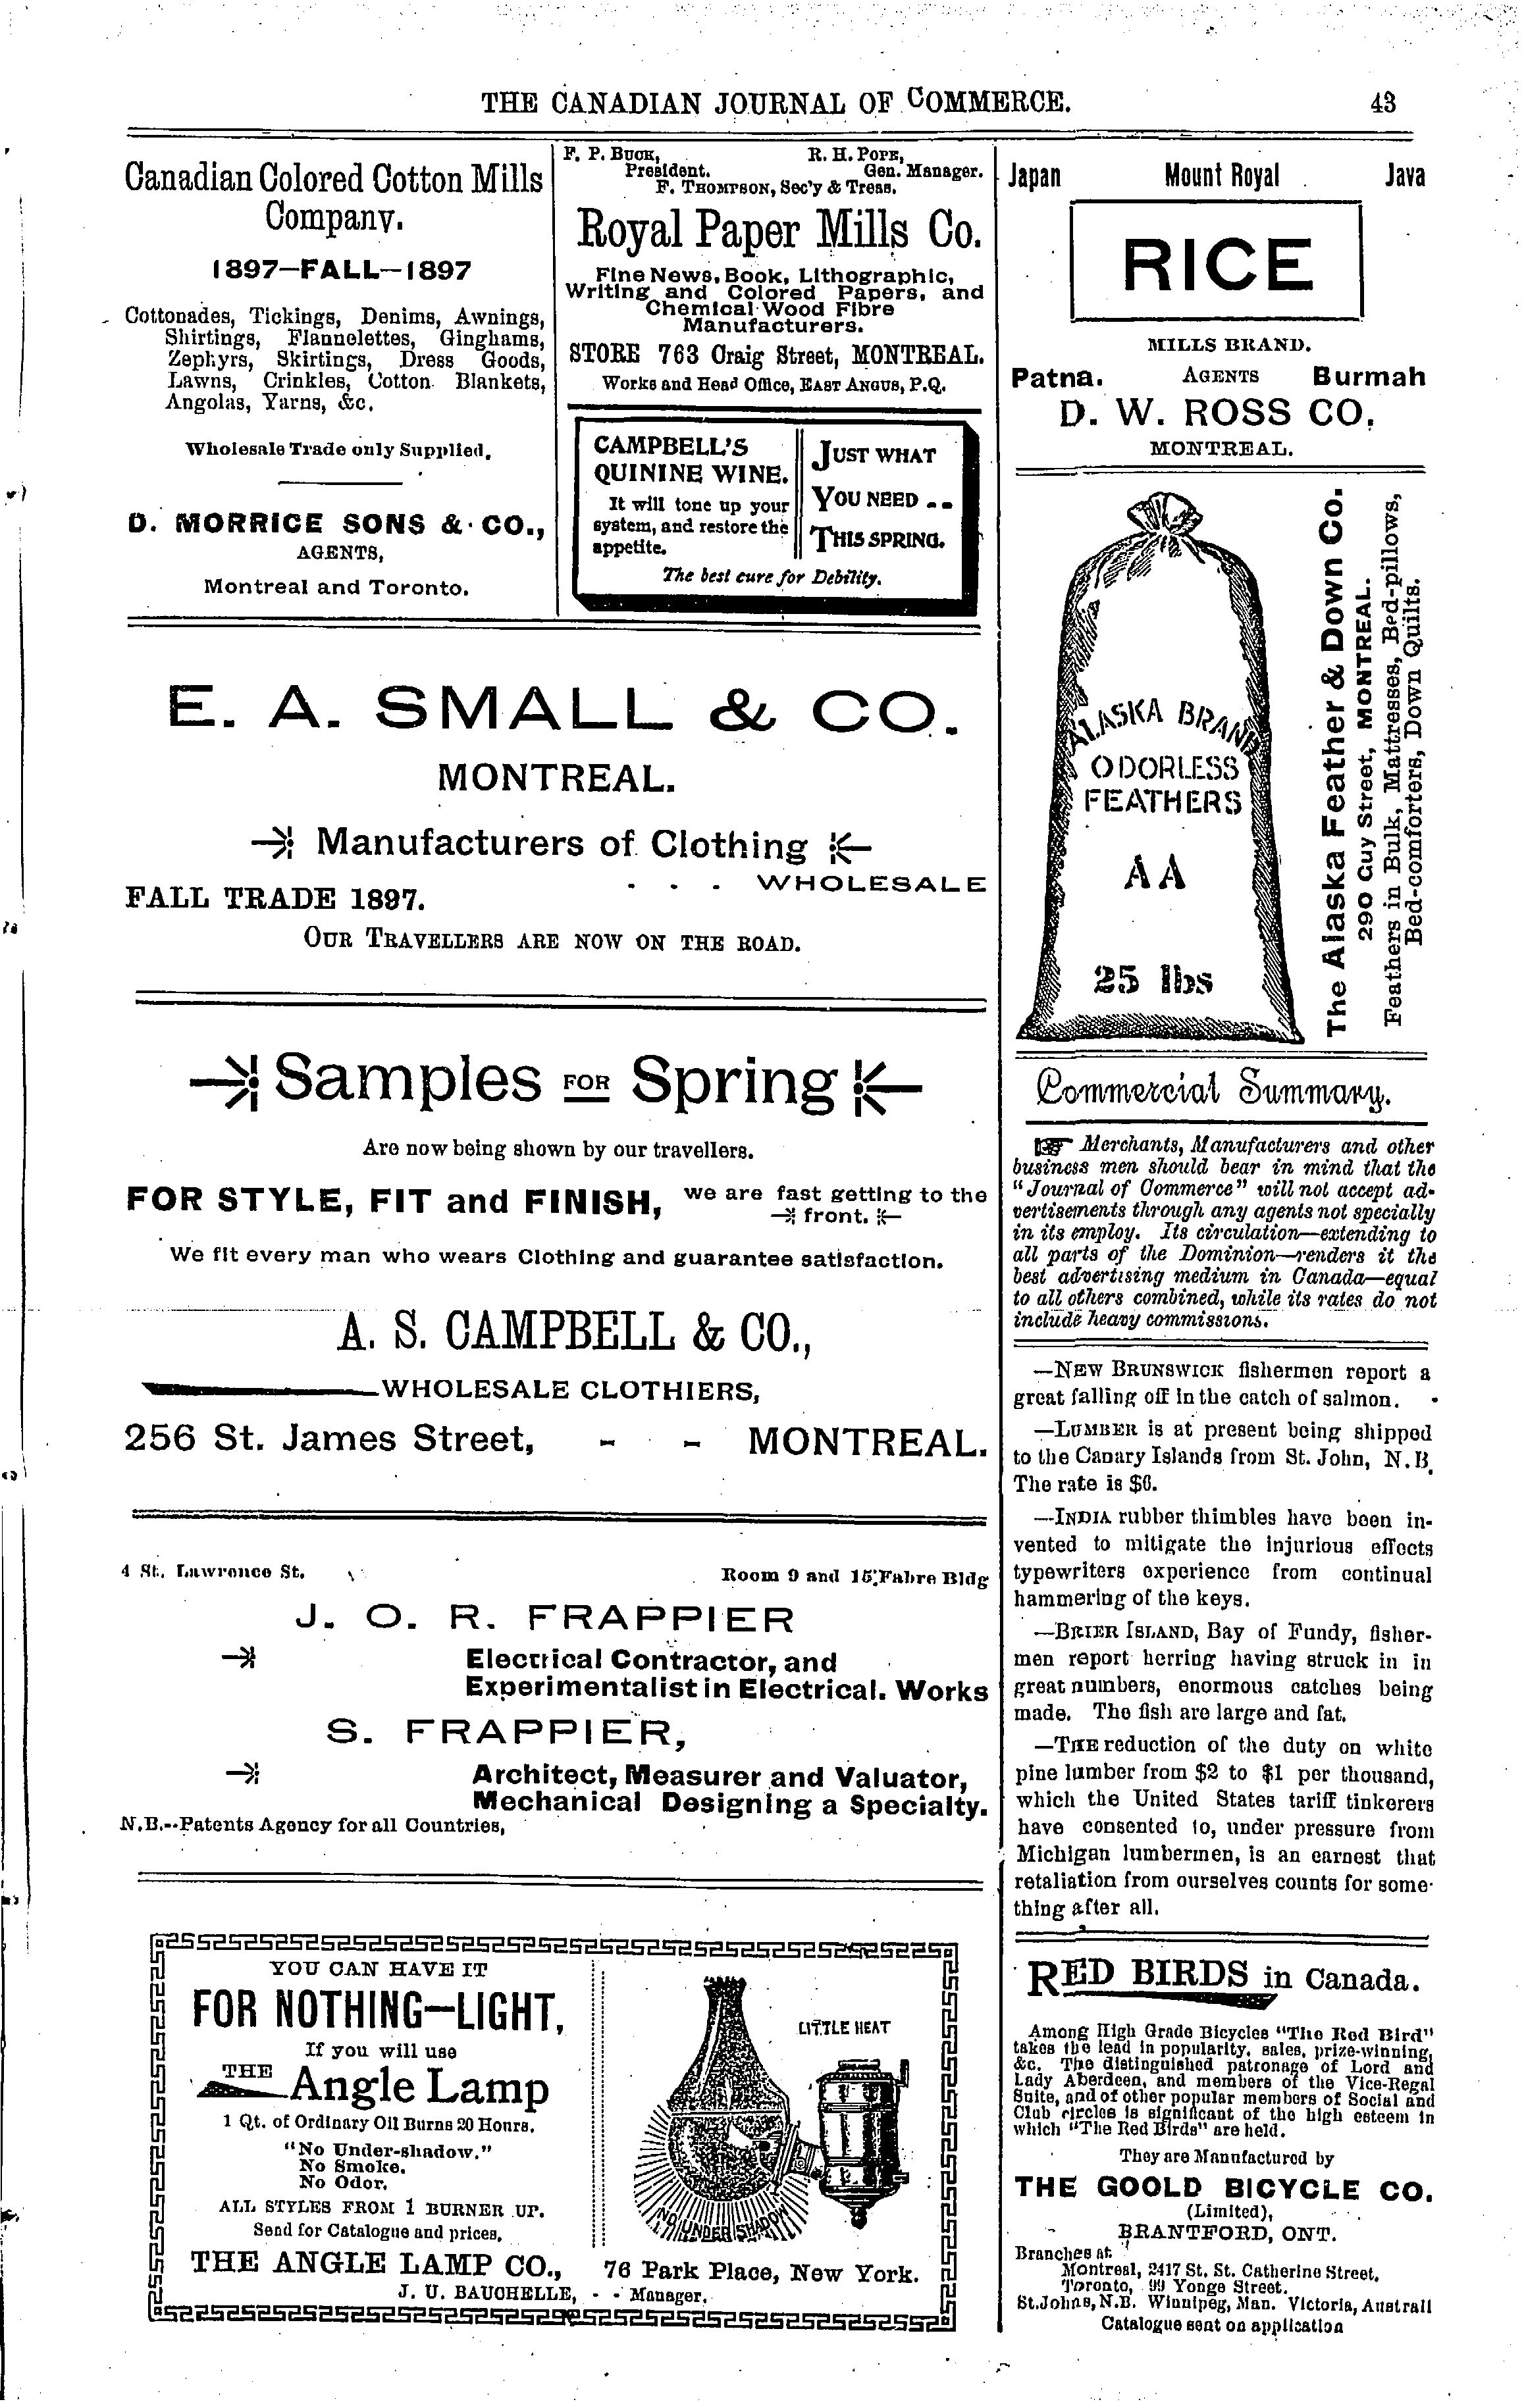 THE CANADIAN JOURNAL OF COMMERCE.
43
Canadian Colored Cotton Mills
Company.
1897—FALL—1897
Cottonades, Tickings, Denims, Awnings,
Shirtings, Flannelettes, Ginghams,
Zephyrs, Skirtings, Dress Goods,
Lawns, Crinkles, Cotton Blankets,
Angolas, Yarns, &c.
Wholesale Trade only Supplied.
D. MORRICE SONS & CO.,
AGENTS,
Montreal and Toronto.
F. P. BUCK, R. H. POPE,
President. Gen. Manager.
F. THOMPSON, Sec'y & Treas.
Royal Paper Mills Co.
Fine News, Book, Lithographic,
Writing and Colored Papers, and
Chemical Wood Fibre
Manufacturers.
STORE 763 Craig Street, MONTREAL.
Works and Head Office, EAST ANGUS, P.Q.
CAMPBELL'S
QUININE WINE.
It will tone up your
system, and restore the
appetite.
JUST WHAT
YOU NEED --
THIS SPRING.
The best cure for Debility.
E. A. SMALL & CO.
MONTREAL.
Manufacturers of Clothing
. . . WHOLESALE
FALL TRADE 1897.
OUR TRAVELLERS ARE NOW ON THE ROAD.
Samples FOR Spring
Are now being shown by our travellers.
FOR STYLE, FIT and FINISH, we are fast getting to the
front.
We fit every man who wears Clothing and guarantee satisfaction.
A. S. CAMPBELL & CO.,
WHOLESALE CLOTHIERS,
256 St. James Street, - - MONTREAL.
4 St. Lawrence St. Room 9 and 15, Fabre Bldg
J. O. R. FRAPPIER
Electrical Contractor, and
Experimentalist in Electrical. Works
S. FRAPPIER,
Architect, Measurer and Valuator,
Mechanical Designing a Specialty.
N.B.--Patents Agency for all Countries,
YOU CAN HAVE IT
FOR NOTHING—LIGHT,
If you will use
THE Angle Lamp
1 Qt. of Ordinary Oil Burns 20 Hours.
"No Under-shadow."
No Smoke.
No Odor.
ALL STYLES FROM 1 BURNER UP.
Send for Catalogue and prices,
LITTLE HEAT
NO UNDER SHADOW
THE ANGLE LAMP CO., 76 Park Place, New York.
J. U. BAUCHELLE, - - Manager.
Japan Mount Royal Java
RICE
MILLS BRAND.
Patna. AGENTS Burmah
D. W. ROSS CO.
MONTREAL.
ALASKA BRAND
ODORLESS
FEATHERS
AA
25 lbs
The Alaska Feather & Down Co.
290 Guy Street, MONTREAL.
Feathers in Bulk, Mattresses, Bed-pillows,
Bed-comforters, Down Quilts.
Commercial Summary.
☞ Merchants, Manufacturers and other
business men should bear in mind that the
"Journal of Commerce" will not accept ad-
vertisements through any agents not specially
in its employ. Its circulation—extending to
all parts of the Dominion—renders it the
best advertising medium in Canada—equal
to all others combined, while its rates do not
include heavy commissions.
—NEW BRUNSWICK fishermen report a
great falling off in the catch of salmon.
—LUMBER is at present being shipped
to the Canary Islands from St. John, N.B.
The rate is $6.
—INDIA rubber thimbles have been in-
vented to mitigate the injurious effects
typewriters experience from continual
hammering of the keys.
—BRIER ISLAND, Bay of Fundy, fisher-
men report herring having struck in in
great numbers, enormous catches being
made. The fish are large and fat.
—THE reduction of the duty on white
pine lumber from $2 to $1 per thousand,
which the United States tariff tinkerers
have consented to, under pressure from
Michigan lumbermen, is an earnest that
retaliation from ourselves counts for some-
thing after all.
RED BIRDS in Canada.
Among High Grade Bicycles "The Red Bird"
takes the lead in popularity, sales, prize-winning,
&c. The distinguished patronage of Lord and
Lady Aberdeen, and members of the Vice-Regal
Suite, and of other popular members of Social and
Club circles is significant of the high esteem in
which "The Red Birds" are held.
They are Manufactured by
THE GOOLD BICYCLE CO.
(Limited),
BRANTFORD, ONT.
Branches at
Montreal, 2417 St. St. Catherine Street.
Toronto, 99 Yonge Street.
St.Johns, N.B. Winnipeg, Man. Victoria, Australi
Catalogue sent on application